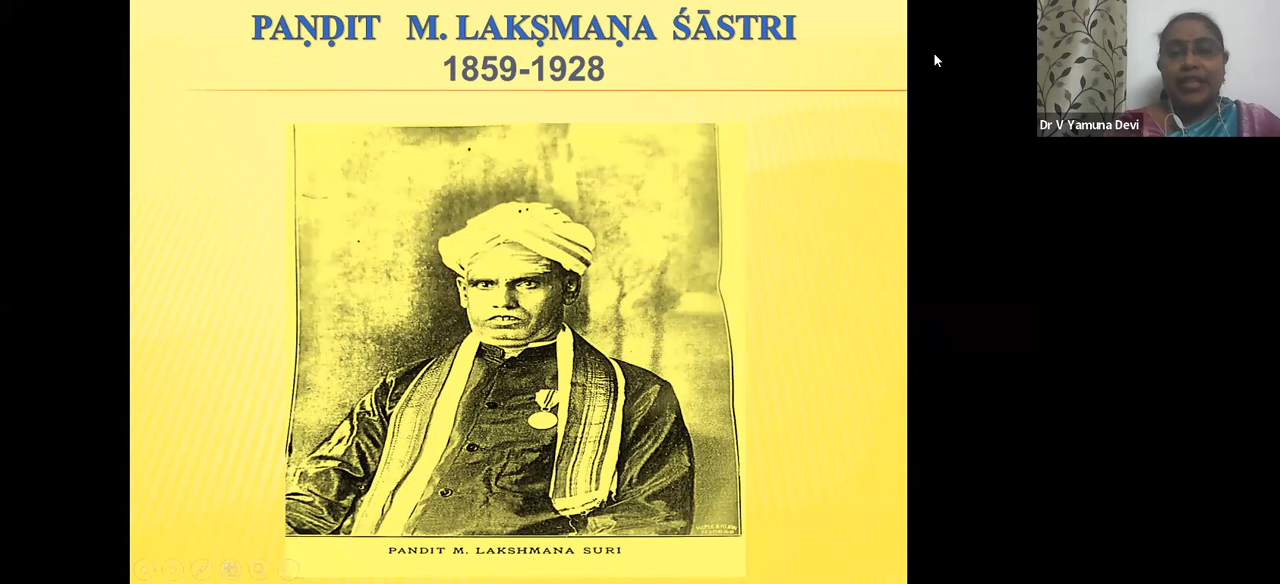 PAṆḌIT M. LAKṢMAṆA ŚĀSTRI
1859-1928
Dr V Yamuna Devi
PANDIT M. LAKSHMANA SURI